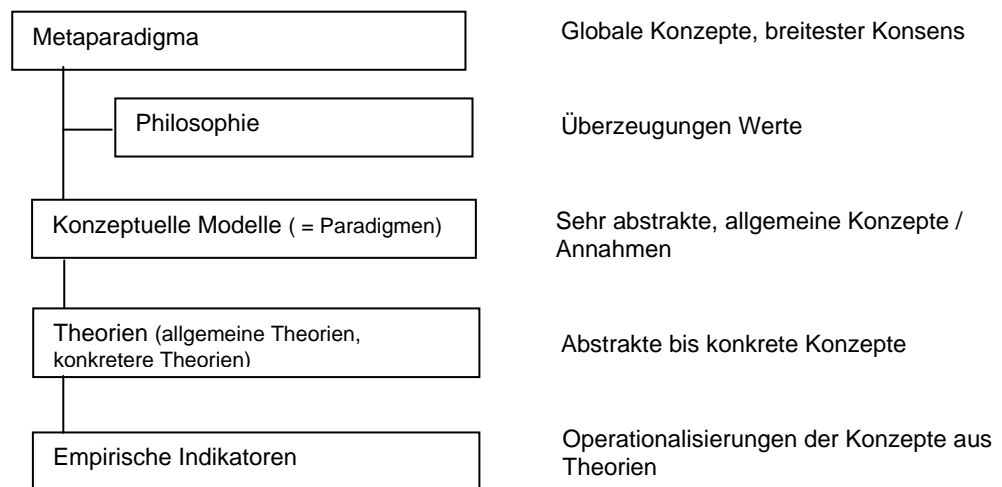 Metaparadigma
Globale Konzepte, breitester Konsens
Philosophie
Überzeugungen Werte
Konzeptuelle Modelle ( = Paradigmen)
Sehr abstrakte, allgemeine Konzepte /
Annahmen
Theorien (allgemeine Theorien,
konkretere Theorien)
Abstrakte bis konkrete Konzepte
Empirische Indikatoren
Operationalisierungen der Konzepte aus
Theorien